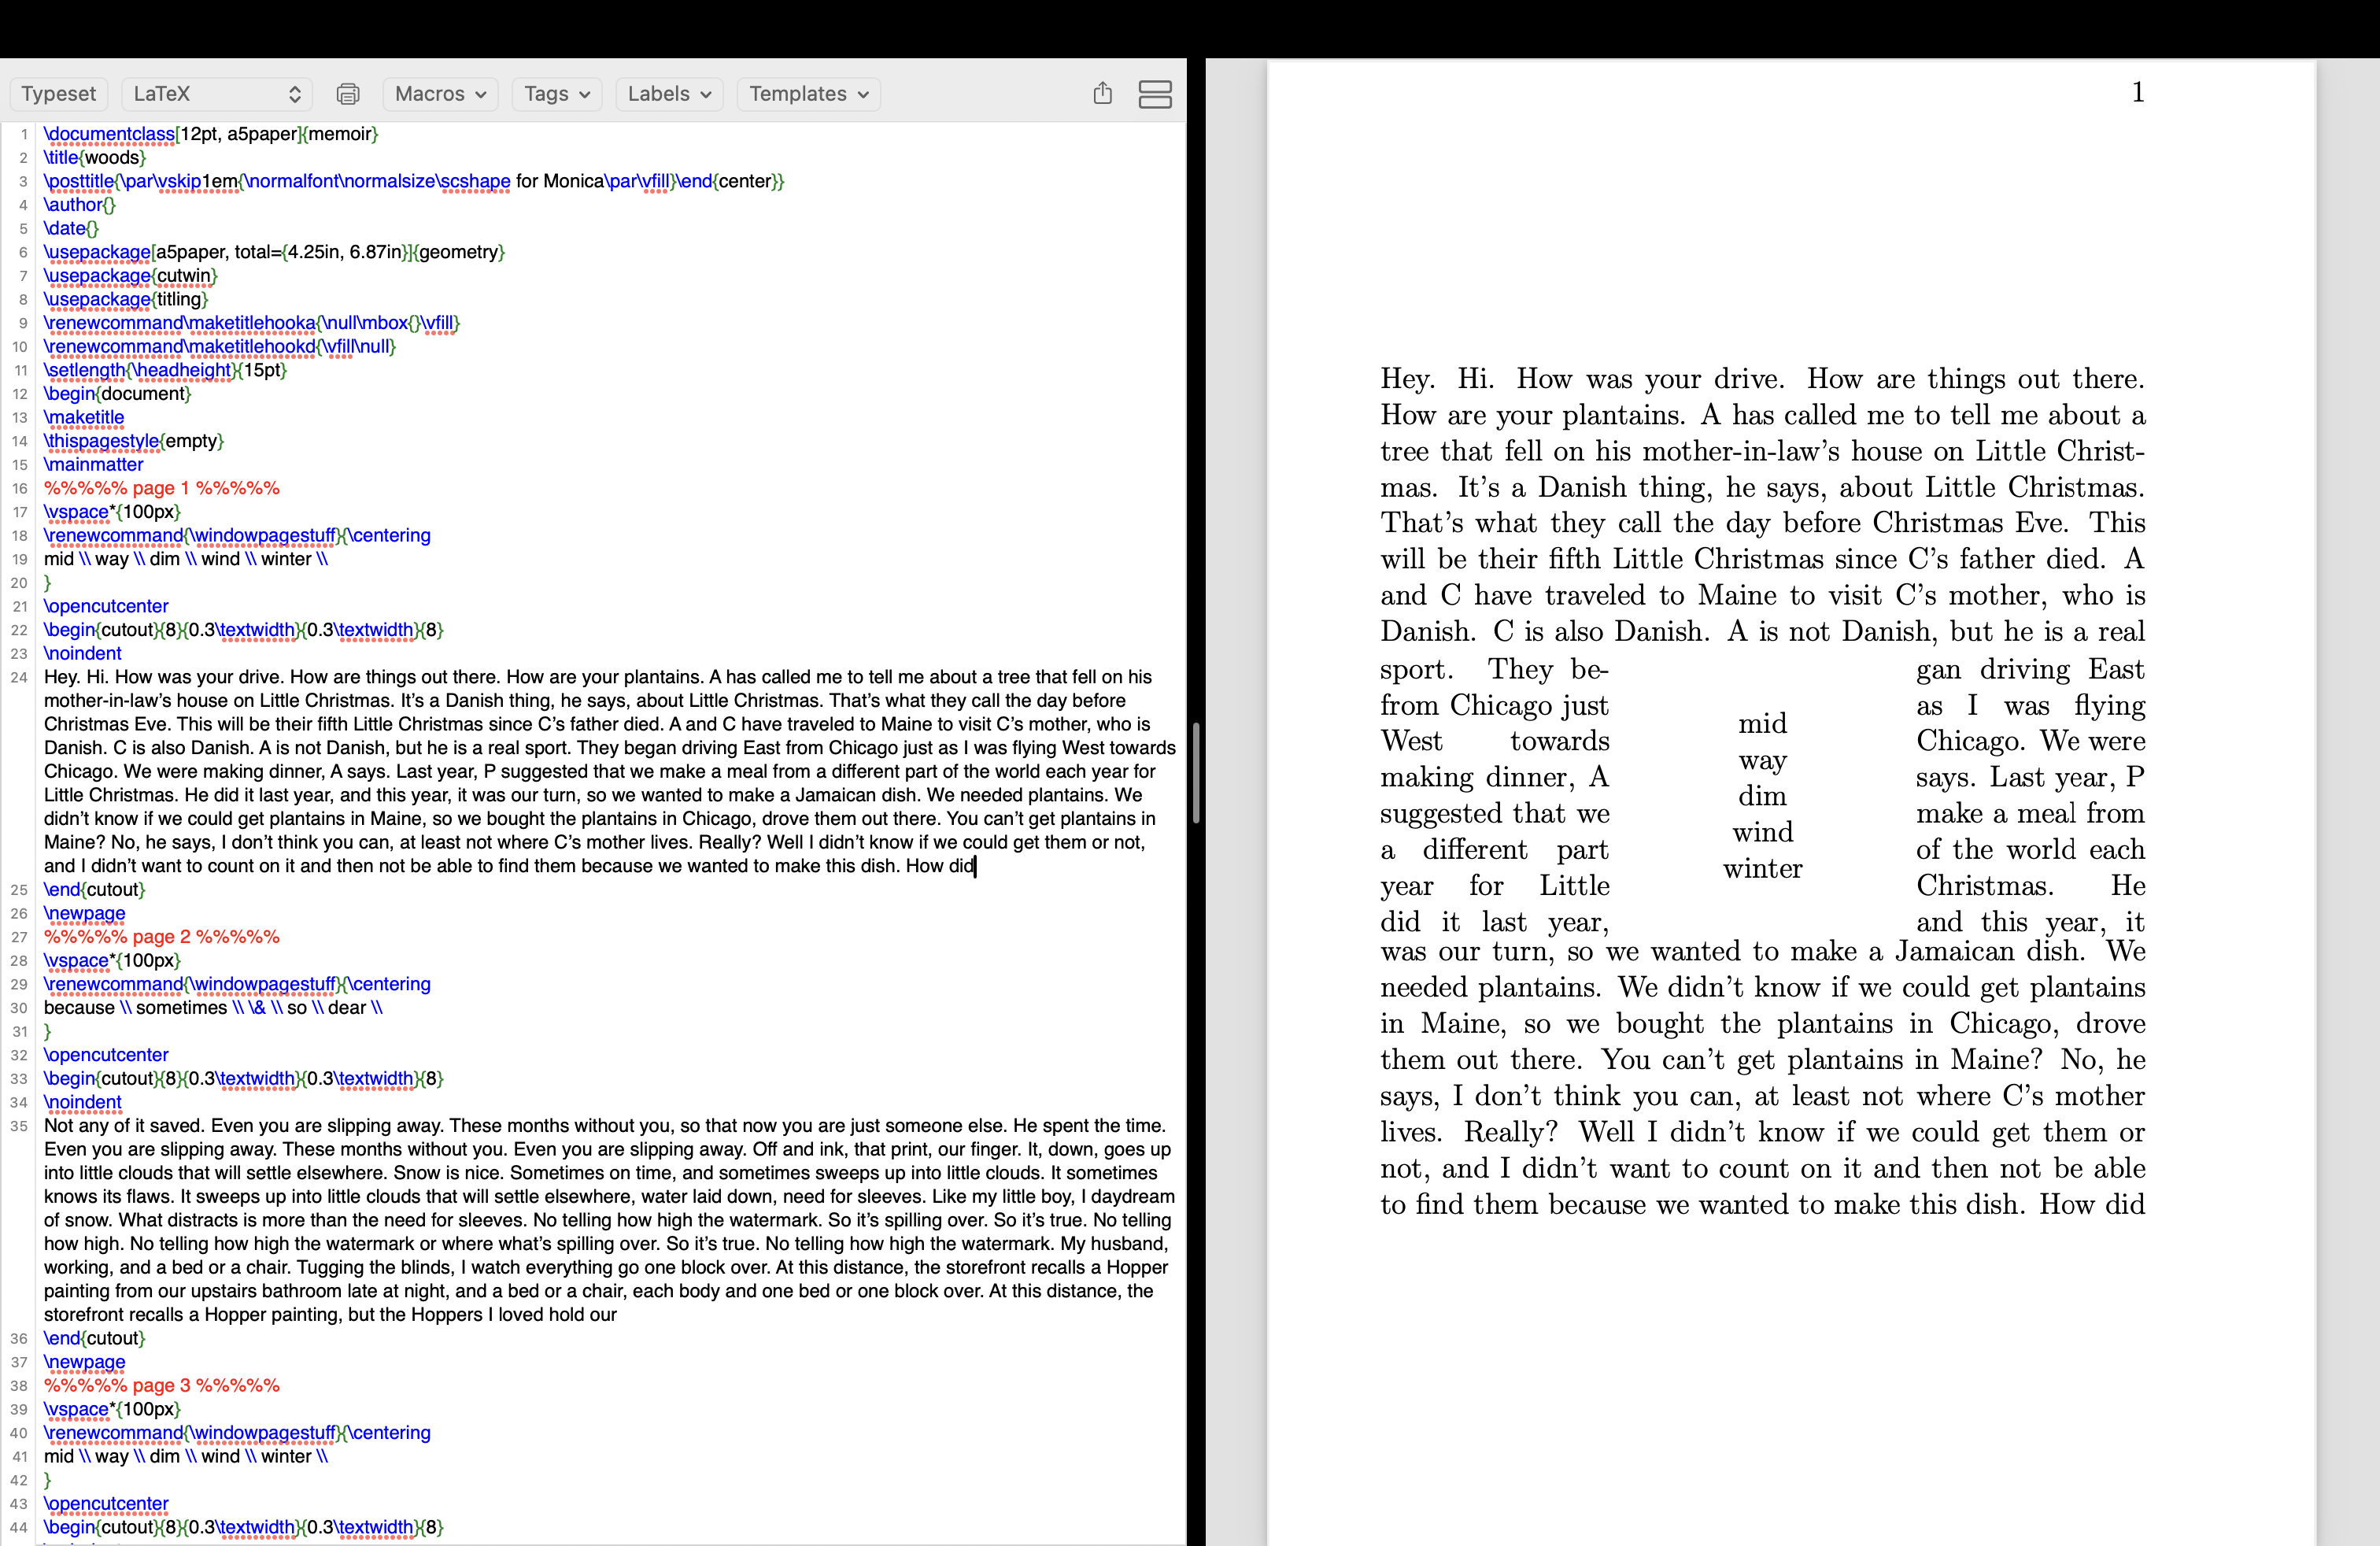 Typeset LaTeX Macros Tags Labels Templates
1 \documentclass[12pt, a5paper]{memoir}
2 \title{woods}
3 \posttitle{\par\vskip1em{\normalfont\normalsize\scshape for Monica\par\vfill}\end{center}}
4 \author{}
5 \date{}
6 \usepackage[a5paper, total={4.25in, 6.87in}]{geometry}
7 \usepackage{cutwin}
8 \usepackage{titling}
9 \renewcommand\maketitlehooka{\null\mbox{}\vfill}
10 \renewcommand\maketitlehookd{\vfill\null}
11 \setlength{\headheight}{15pt}
12 \begin{document}
13 \maketitle
14 \thispagestyle{empty}
15 \mainmatter
16 %%%%% page 1 %%%%%
17 \vspace*{100px}
18 \renewcommand{\windowpagestuff}{\centering
19 mid \\ way \\ dim \\ wind \\ winter \\
20 }
21 \opencutcenter
22 \begin{cutout}{8}{0.3\textwidth}{0.3\textwidth}{8}
23 \noindent
24 Hey. Hi. How was your drive. How are things out there. How are your plantains. A has called me to tell me about a tree that fell on his
mother-in-law's house on Little Christmas. It's a Danish thing, he says, about Little Christmas. That's what they call the day before
Christmas Eve. This will be their fifth Little Christmas since C's father died. A and C have traveled to Maine to visit C's mother, who is
Danish. C is also Danish. A is not Danish, but he is a real sport. They began driving East from Chicago just as I was flying West towards
Chicago. We were making dinner, A says. Last year, P suggested that we make a meal from a different part of the world each year for
Little Christmas. He did it last year, and this year, it was our turn, so we wanted to make a Jamaican dish. We needed plantains. We
didn't know if we could get plantains in Maine, so we bought the plantains in Chicago, drove them out there. You can't get plantains in
Maine? No, he says, I don't think you can, at least not where C's mother lives. Really? Well I didn't know if we could get them or not,
and I didn't want to count on it and then not be able to find them because we wanted to make this dish. How did
25 \end{cutout}
26 \newpage
27 %%%%% page 2 %%%%%
28 \vspace*{100px}
29 \renewcommand{\windowpagestuff}{\centering
30 because \\ sometimes \\ \& \\ so \\ dear \\
31 }
32 \opencutcenter
33 \begin{cutout}{8}{0.3\textwidth}{0.3\textwidth}{8}
34 \noindent
35 Not any of it saved. Even you are slipping away. These months without you, so that now you are just someone else. He spent the time.
Even you are slipping away. These months without you. Even you are slipping away. Off and ink, that print, our finger. It, down, goes up
into little clouds that will settle elsewhere. Snow is nice. Sometimes on time, and sometimes sweeps up into little clouds. It sometimes
knows its flaws. It sweeps up into little clouds that will settle elsewhere, water laid down, need for sleeves. Like my little boy, I daydream
of snow. What distracts is more than the need for sleeves. No telling how high the watermark. So it's spilling over. So it's true. No telling
how high. No telling how high the watermark or where what's spilling over. So it's true. No telling how high the watermark. My husband,
working, and a bed or a chair. Tugging the blinds, I watch everything go one block over. At this distance, the storefront recalls a Hopper
painting from our upstairs bathroom late at night, and a bed or a chair, each body and one bed or one block over. At this distance, the
storefront recalls a Hopper painting, but the Hoppers I loved hold our
36 \end{cutout}
37 \newpage
38 %%%%% page 3 %%%%%
39 \vspace*{100px}
40 \renewcommand{\windowpagestuff}{\centering
41 mid \\ way \\ dim \\ wind \\ winter \\
42 }
43 \opencutcenter
44 \begin{cutout}{8}{0.3\textwidth}{0.3\textwidth}{8}
1
Hey. Hi. How was your drive. How are things out there.
How are your plantains. A has called me to tell me about a
tree that fell on his mother-in-law's house on Little Christ-
mas. It's a Danish thing, he says, about Little Christmas.
That's what they call the day before Christmas Eve. This
will be their fifth Little Christmas since C's father died. A
and C have traveled to Maine to visit C's mother, who is
Danish. C is also Danish. A is not Danish, but he is a real
sport. They be- gan driving East
from Chicago just as I was flying
mid
West towards Chicago. We were
way
making dinner, A says. Last year, P
dim
suggested that we make a meal from
wind
a different part of the world each
winter
year for Little Christmas. He
did it last year, and this year, it
was our turn, so we wanted to make a Jamaican dish. We
needed plantains. We didn't know if we could get plantains
in Maine, so we bought the plantains in Chicago, drove
them out there. You can't get plantains in Maine? No, he
says, I don't think you can, at least not where C's mother
lives. Really? Well I didn't know if we could get them or
not, and I didn't want to count on it and then not be able
to find them because we wanted to make this dish. How did